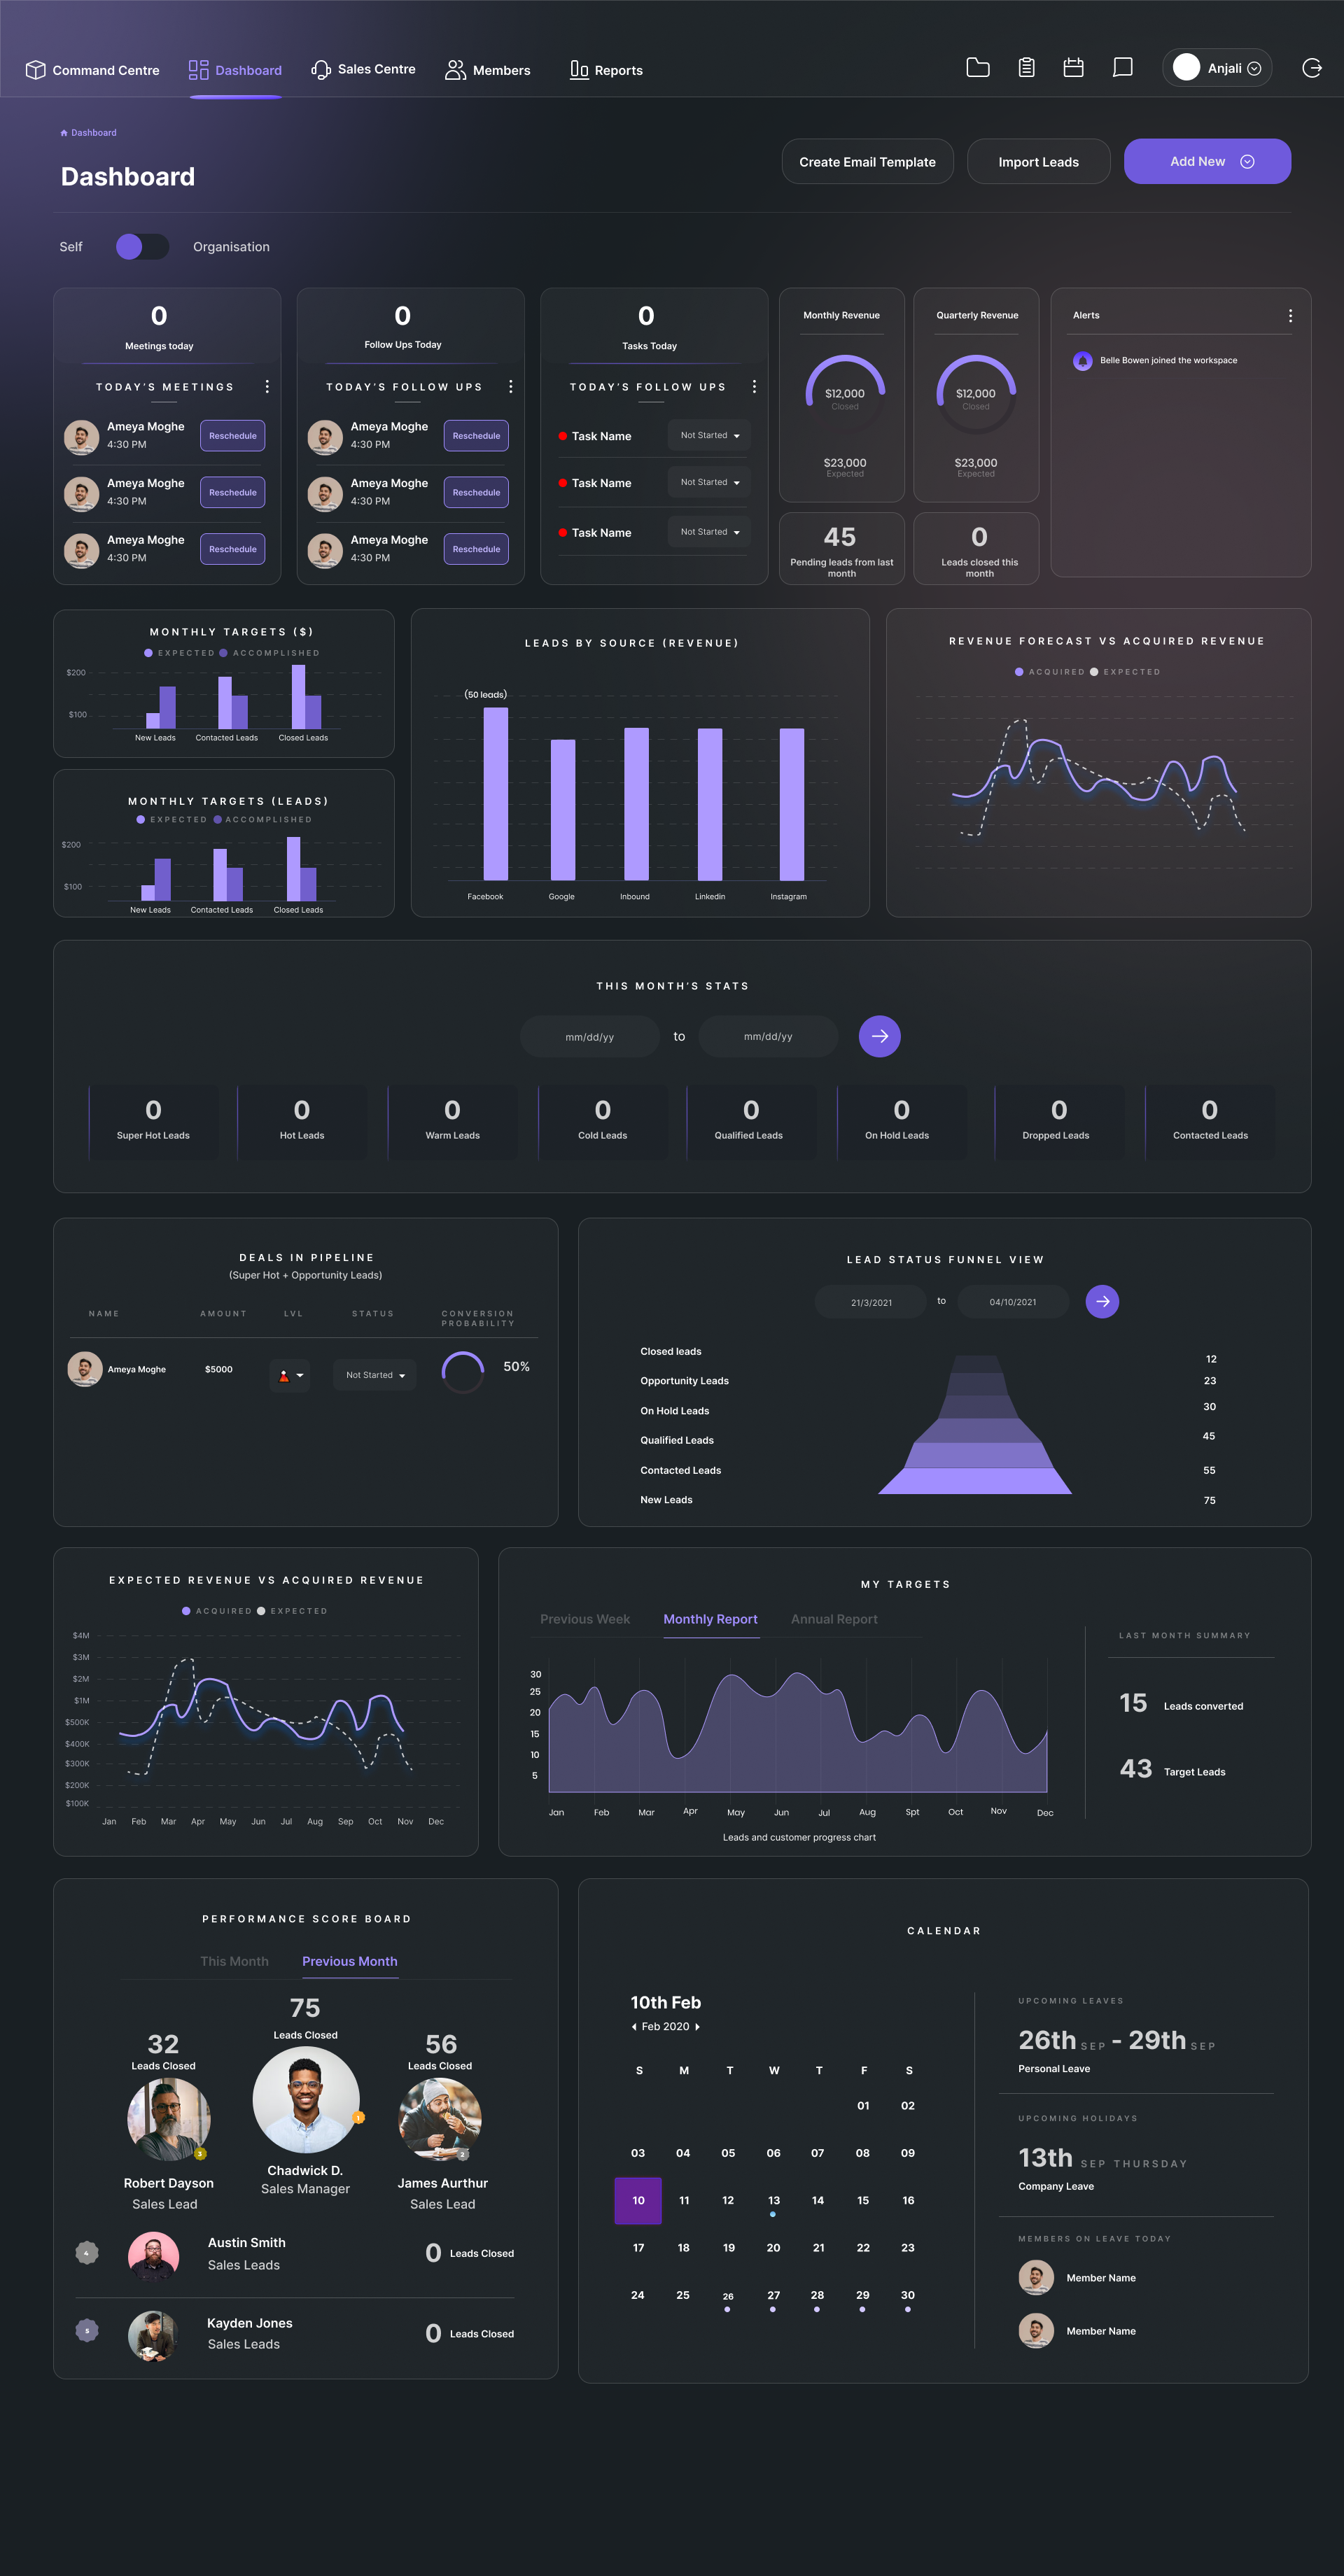 Command Centre
Dashboard
Sales Centre
Members
Reports
Anjali
Dashboard
Dashboard
Create Email Template
Import Leads
Add New
Self
Organisation
0
Meetings today
TODAY'S MEETINGS
Ameya Moghe
4:30 PM
Reschedule
Ameya Moghe
4:30 PM
Reschedule
Ameya Moghe
4:30 PM
Reschedule
0
Follow Ups Today
TODAY'S FOLLOW UPS
Ameya Moghe
4:30 PM
Reschedule
Ameya Moghe
4:30 PM
Reschedule
Ameya Moghe
4:30 PM
Reschedule
0
Tasks Today
TODAY'S FOLLOW UPS
Task Name
Not Started
Task Name
Not Started
Task Name
Not Started
Monthly Revenue
$12,000
Closed
$23,000
Expected
Quarterly Revenue
$12,000
Closed
$23,000
Expected
45
Pending leads from last
month
0
Leads closed this
month
Alerts
Belle Bowen joined the workspace
MONTHLY TARGETS ($)
EXPECTED
ACCOMPLISHED
$200
$100
New Leads
Contacted Leads
Closed Leads
MONTHLY TARGETS (LEADS)
EXPECTED
ACCOMPLISHED
$200
$100
New Leads
Contacted Leads
Closed Leads
LEADS BY SOURCE (REVENUE)
(50 leads)
Facebook
Google
Inbound
Linkedin
Instagram
REVENUE FORECAST VS ACQUIRED REVENUE
ACQUIRED
EXPECTED
THIS MONTH'S STATS
mm/dd/yy
to
mm/dd/yy
0
Super Hot Leads
0
Hot Leads
0
Warm Leads
0
Cold Leads
0
Qualified Leads
0
On Hold Leads
0
Dropped Leads
0
Contacted Leads
DEALS IN PIPELINE
(Super Hot + Opportunity Leads)
NAME
AMOUNT
LVL
STATUS
CONVERSION
PROBABILITY
Ameya Moghe
$5000
Not Started
50%
LEAD STATUS FUNNEL VIEW
21/3/2021
to
04/10/2021
Closed leads
12
Opportunity Leads
23
On Hold Leads
30
Qualified Leads
45
Contacted Leads
55
New Leads
75
EXPECTED REVENUE VS ACQUIRED REVENUE
ACQUIRED
EXPECTED
$4M
$3M
$2M
$1M
$500K
$400K
$300K
$200K
$100K
Jan
Feb
Mar
Apr
May
Jun
Jul
Aug
Sep
Oct
Nov
Dec
MY TARGETS
Previous Week
Monthly Report
Annual Report
30
25
20
15
10
5
Jan
Feb
Mar
Apr
May
Jun
Jul
Aug
Spt
Oct
Nov
Dec
Leads and customer progress chart
LAST MONTH SUMMARY
15
Leads converted
43
Target Leads
PERFORMANCE SCORE BOARD
This Month
Previous Month
32
Leads Closed
3
Robert Dayson
Sales Lead
75
Leads Closed
1
Chadwick D.
Sales Manager
56
Leads Closed
2
James Aurthur
Sales Lead
4
Austin Smith
Sales Leads
0
Leads Closed
5
Kayden Jones
Sales Leads
0
Leads Closed
CALENDAR
10th Feb
Feb 2020
S M T W T F S
01 02
03 04 05 06 07 08 09
10 11 12 13 14 15 16
17 18 19 20 21 22 23
24 25 26 27 28 29 30
UPCOMING LEAVES
26th SEP - 29th SEP
Personal Leave
UPCOMING HOLIDAYS
13th SEP THURSDAY
Company Leave
MEMBERS ON LEAVE TODAY
Member Name
Member Name